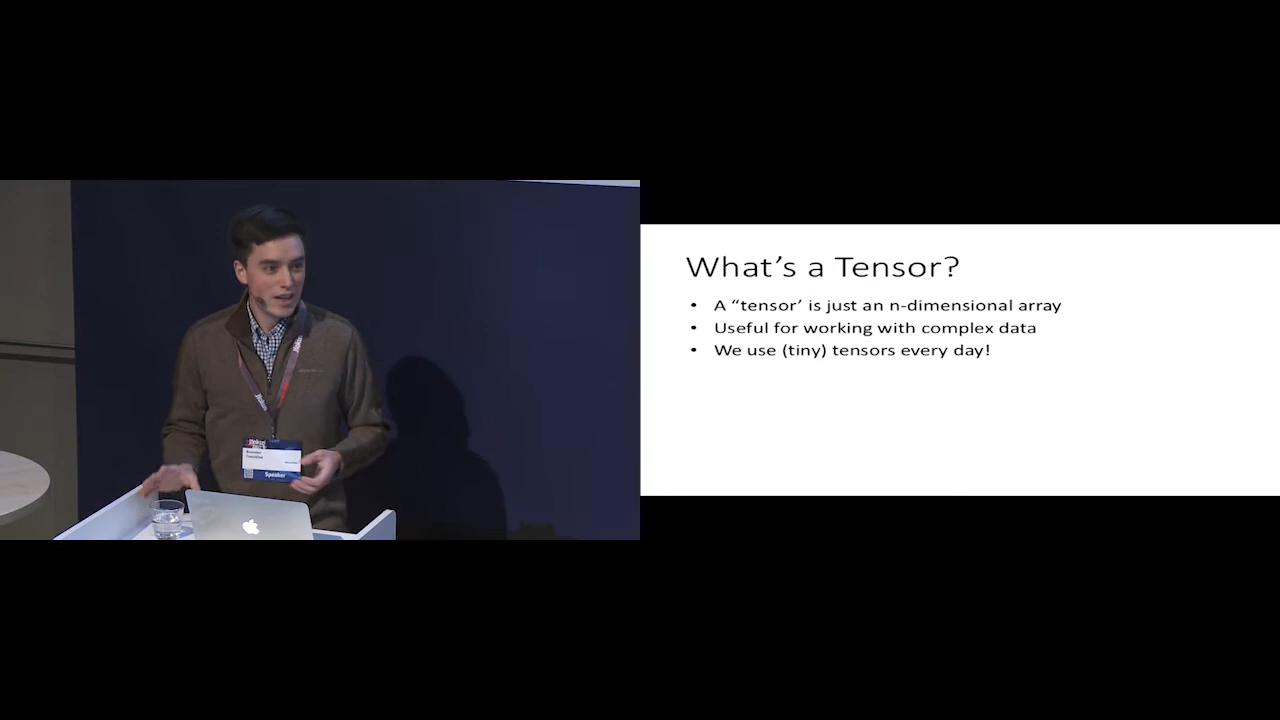 What's a Tensor?
• A “tensor’ is just an n-dimensional array
• Useful for working with complex data
• We use (tiny) tensors every day!
Speaker